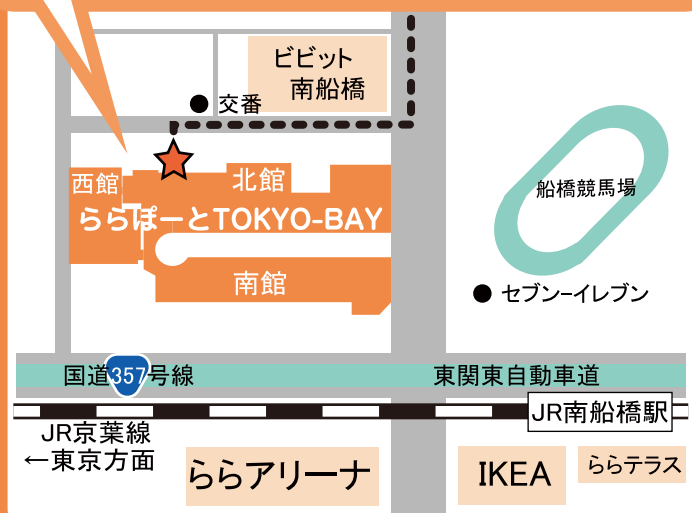 ビビット
南船橋
交番
西館
北館
船橋競馬場
ららぽーとTOKYO-BAY
南館
セブン-イレブン
国道357号線
東関東自動車道
JR南船橋駅
JR京葉線
←東京方面
ららアリーナ
IKEA
ららテラス